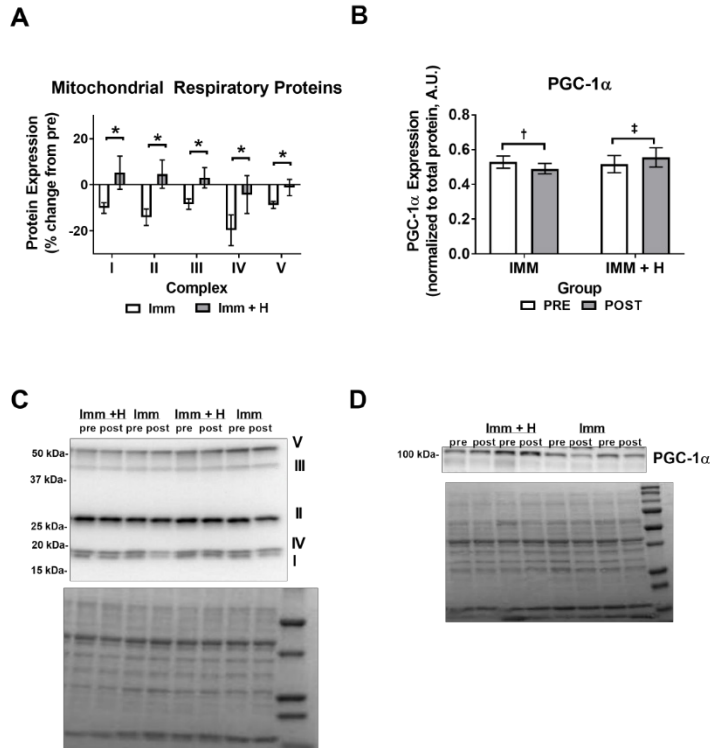 A
Mitochondrial Respiratory Proteins
Protein Expression
(% change from pre)
20
0
-20
* * * * *
I II III IV V
Complex
Imm Imm + H
B
PGC-1α
PGC-1α Expression
(normalized to total protein, A.U.)
0.8
0.6
0.4
0.2
0.0
† ‡
IMM IMM + H
Group
PRE POST
C
Imm +H Imm Imm + H Imm
pre post pre post pre post pre post
50 kDa-
37 kDa-
25 kDa-
20 kDa-
15 kDa-
V
III
II
IV
I
D
Imm + H Imm
pre post pre post pre post pre post
100 kDa-
PGC-1α